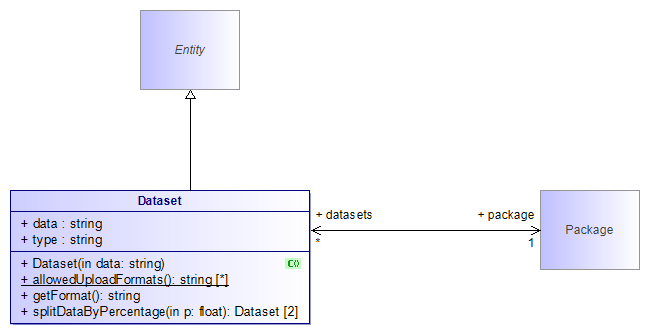 Entity
Dataset
+ data : string
+ type : string
+ Dataset(in data: string)
C()
+ allowedUploadFormats(): string [*]
+ getFormat(): string
+ splitDataByPercentage(in p: float): Dataset [2]
+ datasets
+ package
*
1
Package